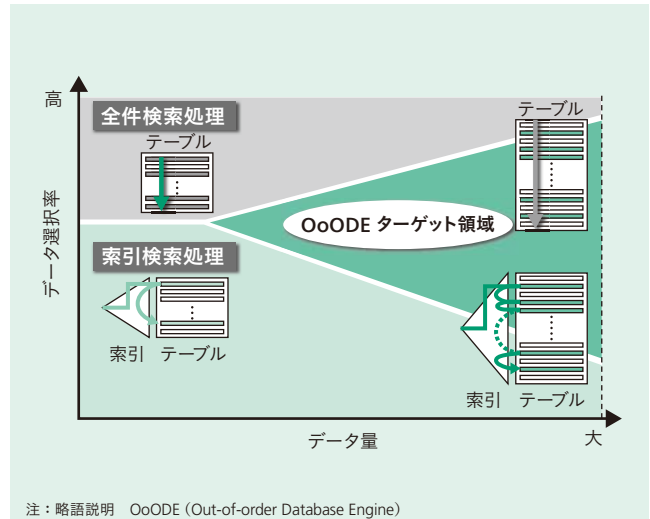 高
全件検索処理
テーブル
テーブル
データ選択率
OoODE ターゲット領域
索引検索処理
索引 テーブル
索引 テーブル
データ量
大
注：略語説明 OoODE（Out-of-order Database Engine）